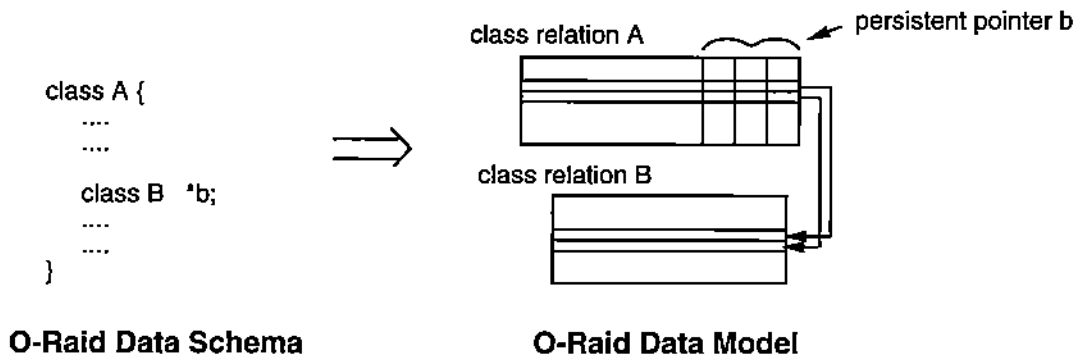 class A {
....
....
class B *b;
....
....
}
O-Raid Data Schema
class relation A
persistent pointer b
class relation B
O-Raid Data Model